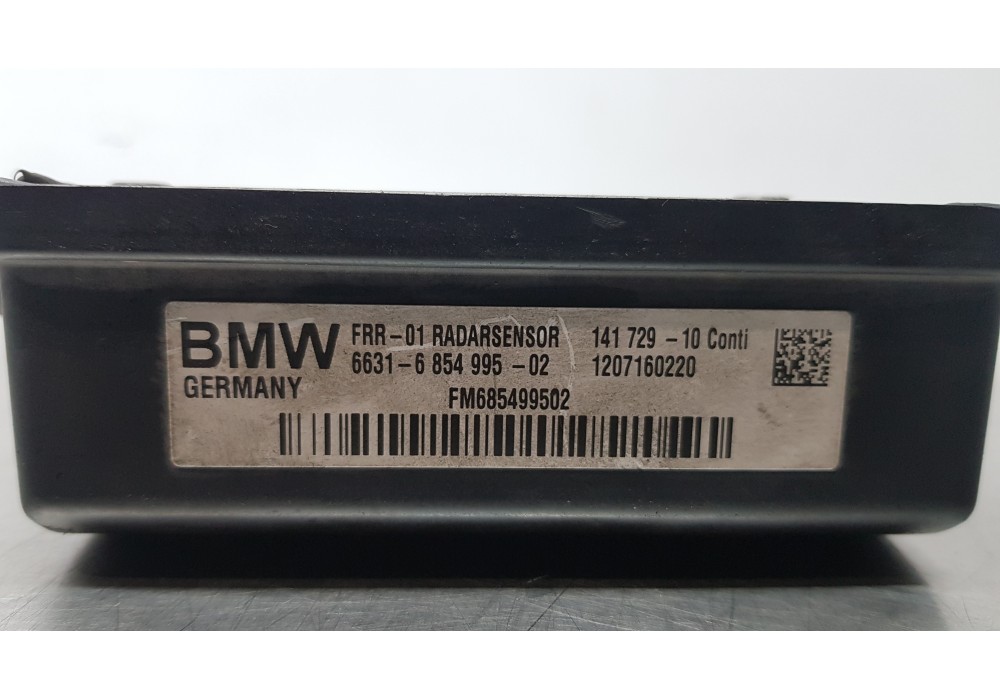 BMW FRR-01 RADARSENSOR 141 729-10 Conti
6631-6 854 995-02 1207160220
GERMANY FM685499502